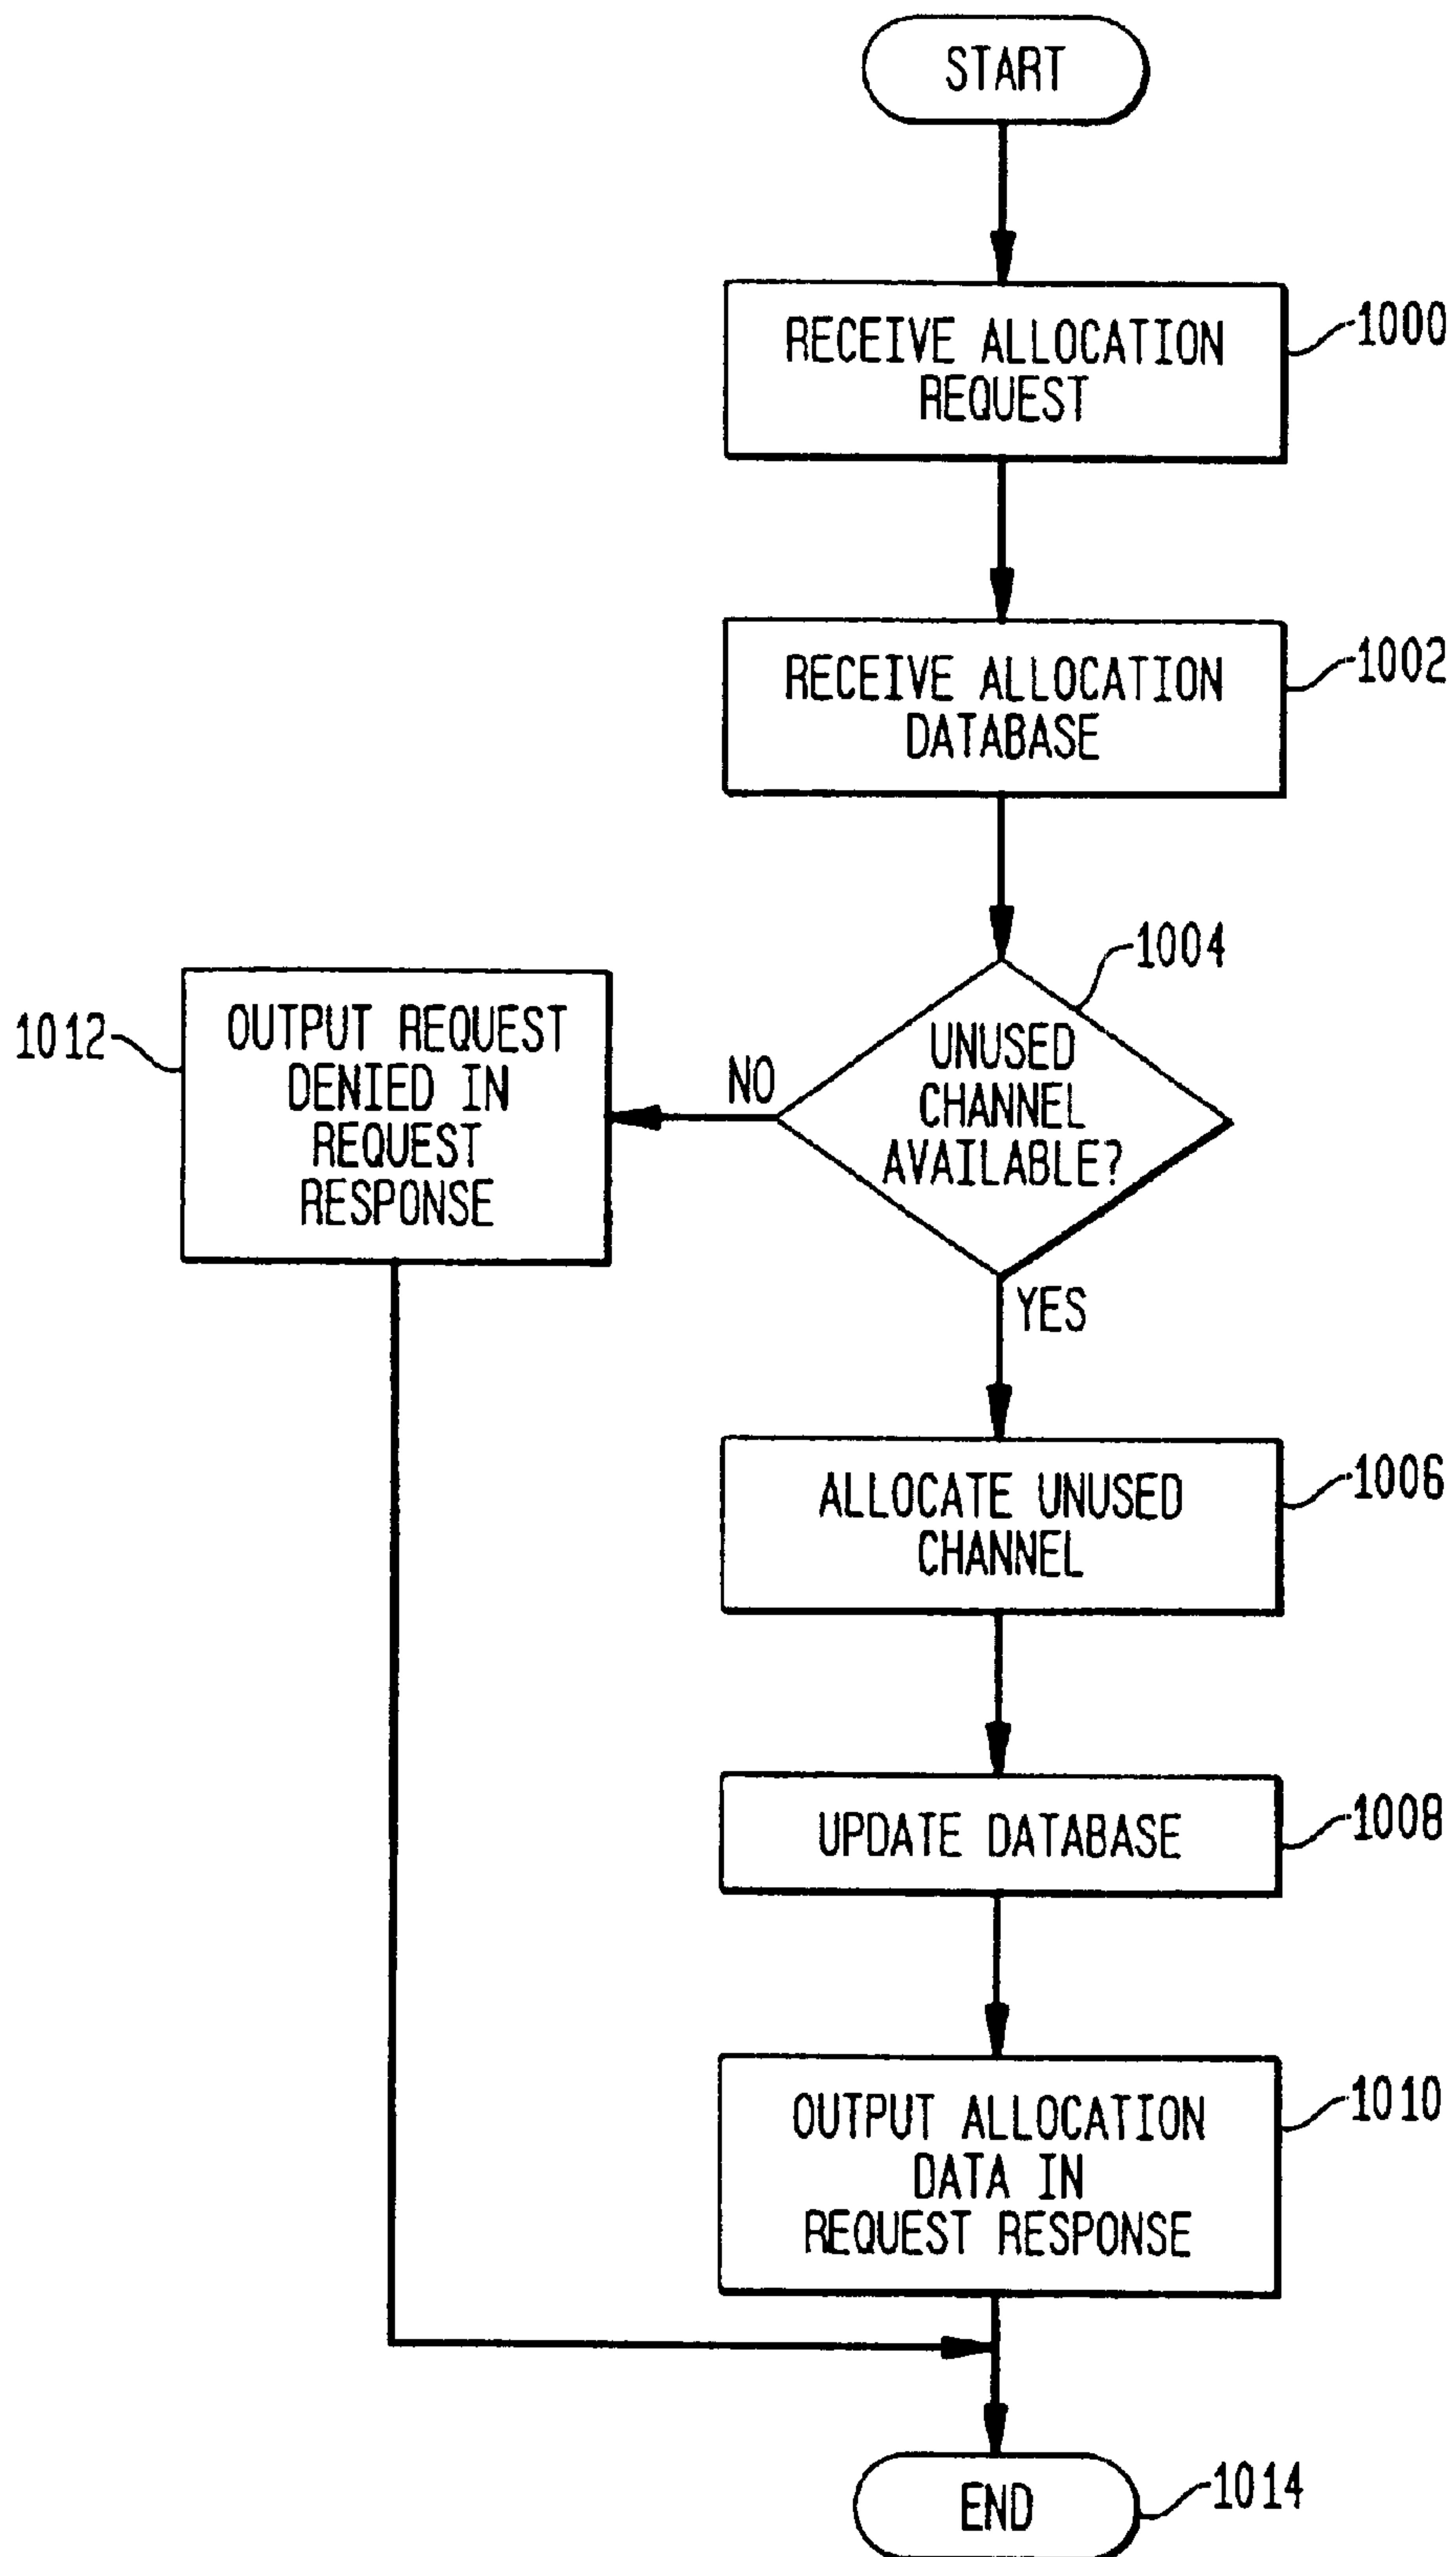 START
RECEIVE ALLOCATION
REQUEST
1000
RECEIVE ALLOCATION
DATABASE
1002
1004
UNUSED
CHANNEL
AVAILABLE?
NO
1012
OUTPUT REQUEST
DENIED IN
REQUEST
RESPONSE
YES
ALLOCATE UNUSED
CHANNEL
1006
UPDATE DATABASE
1008
OUTPUT ALLOCATION
DATA IN
REQUEST RESPONSE
1010
END
1014